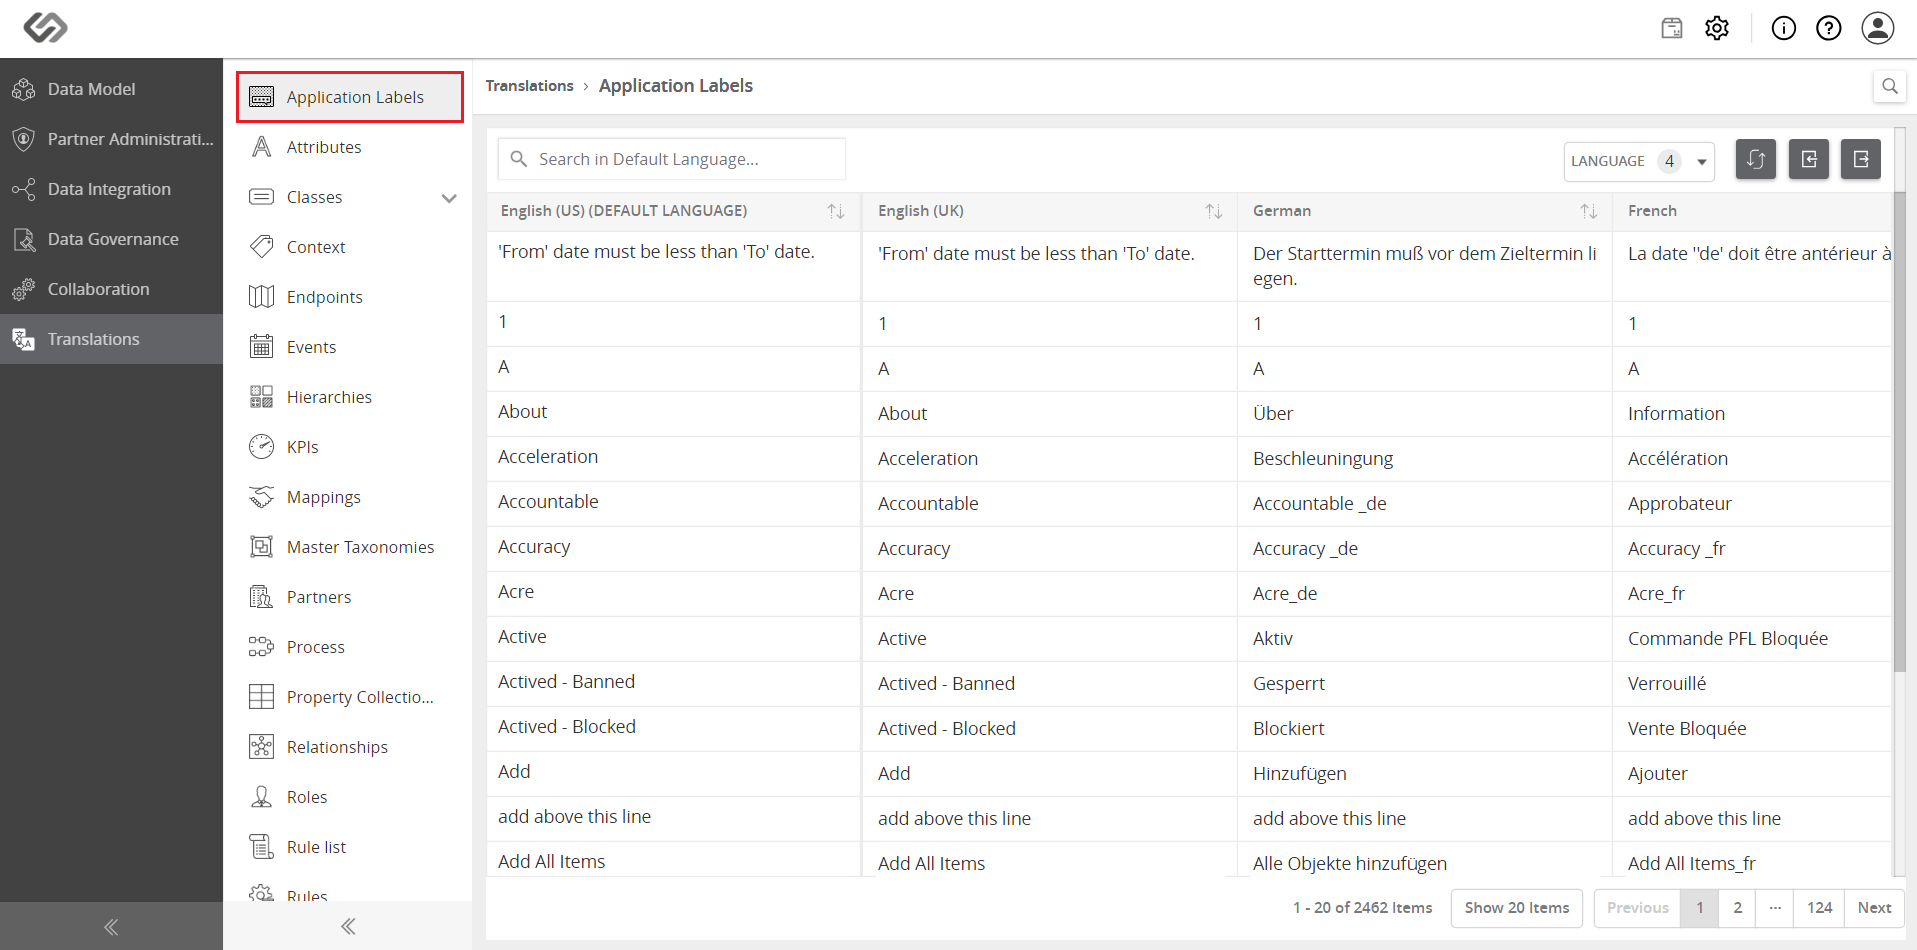 Data Model
Partner Administrati...
Data Integration
Data Governance
Collaboration
Translations
Application Labels
Attributes
Classes
Context
Endpoints
Events
Hierarchies
KPIs
Mappings
Master Taxonomies
Partners
Process
Property Collectio...
Relationships
Roles
Rule list
Rules
Translations › Application Labels
Search in Default Language...
LANGUAGE 4
English (US) (DEFAULT LANGUAGE) English (UK) German French
'From' date must be less than 'To' date. 'From' date must be less than 'To' date. Der Starttermin muß vor dem Zieltermin li La date "de' doit être antérieur à
egen.
1 1 1 1
A A A A
About About Über Information
Acceleration Acceleration Beschleuningung Accélération
Accountable Accountable Accountable _de Approbateur
Accuracy Accuracy Accuracy _de Accuracy _fr
Acre Acre Acre_de Acre_fr
Active Active Aktiv Commande PFL Bloquée
Actived - Banned Actived - Banned Gesperrt Verrouillé
Actived - Blocked Actived - Blocked Blockiert Vente Bloquée
Add Add Hinzufügen Ajouter
add above this line add above this line add above this line add above this line
Add All Items Add All Items Alle Objekte hinzufügen Add All Items_fr
1 - 20 of 2462 Items Show 20 Items Previous 1 2 ... 124 Next